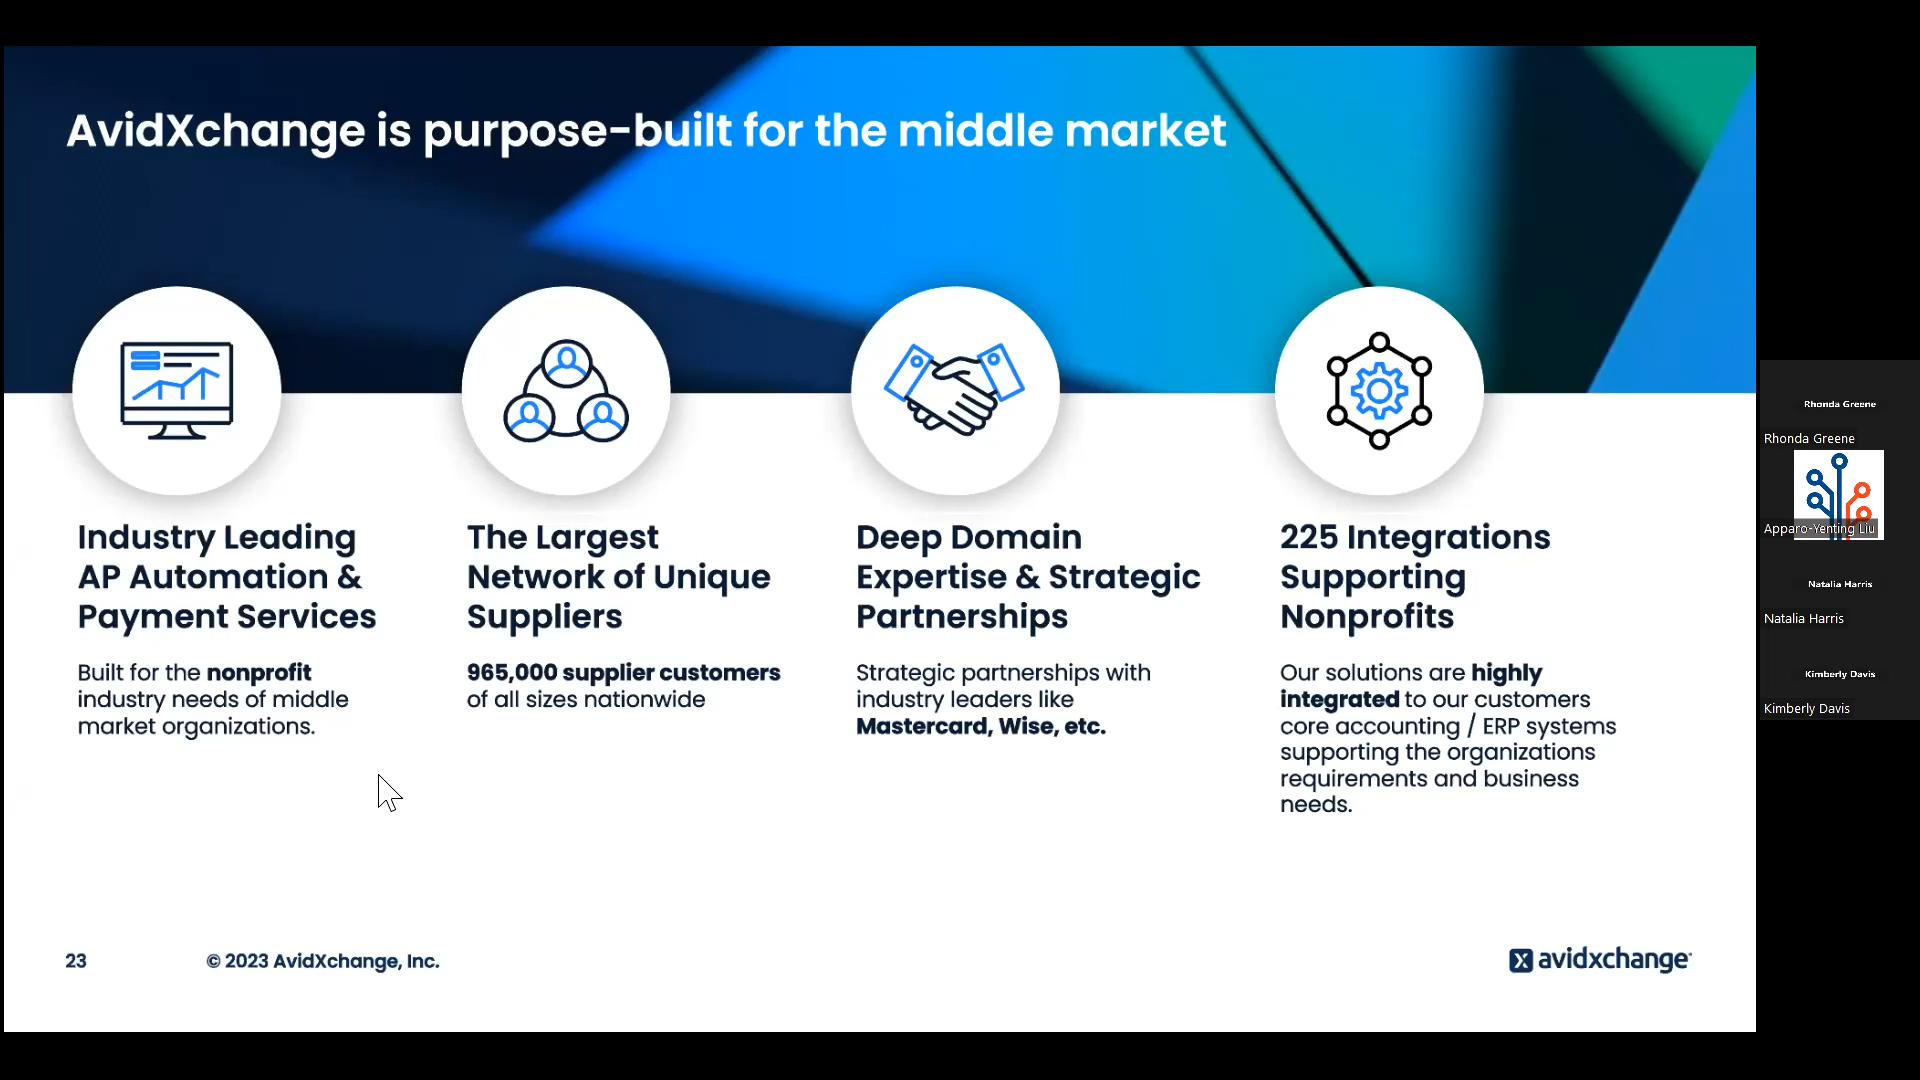 AvidXchange is purpose-built for the middle market
Industry Leading
AP Automation &
Payment Services
Built for the nonprofit
industry needs of middle
market organizations.
The Largest
Network of Unique
Suppliers
965,000 supplier customers
of all sizes nationwide
Deep Domain
Expertise & Strategic
Partnerships
Strategic partnerships with
industry leaders like
Mastercard, Wise, etc.
225 Integrations
Supporting
Nonprofits
Our solutions are highly
integrated to our customers
core accounting / ERP systems
supporting the organizations
requirements and business
needs.
23
© 2023 AvidXchange, Inc.
avidxchange
Rhonda Greene
Rhonda Greene
Apparo-Yenting Liu
Natalia Harris
Natalia Harris
Kimberly Davis
Kimberly Davis